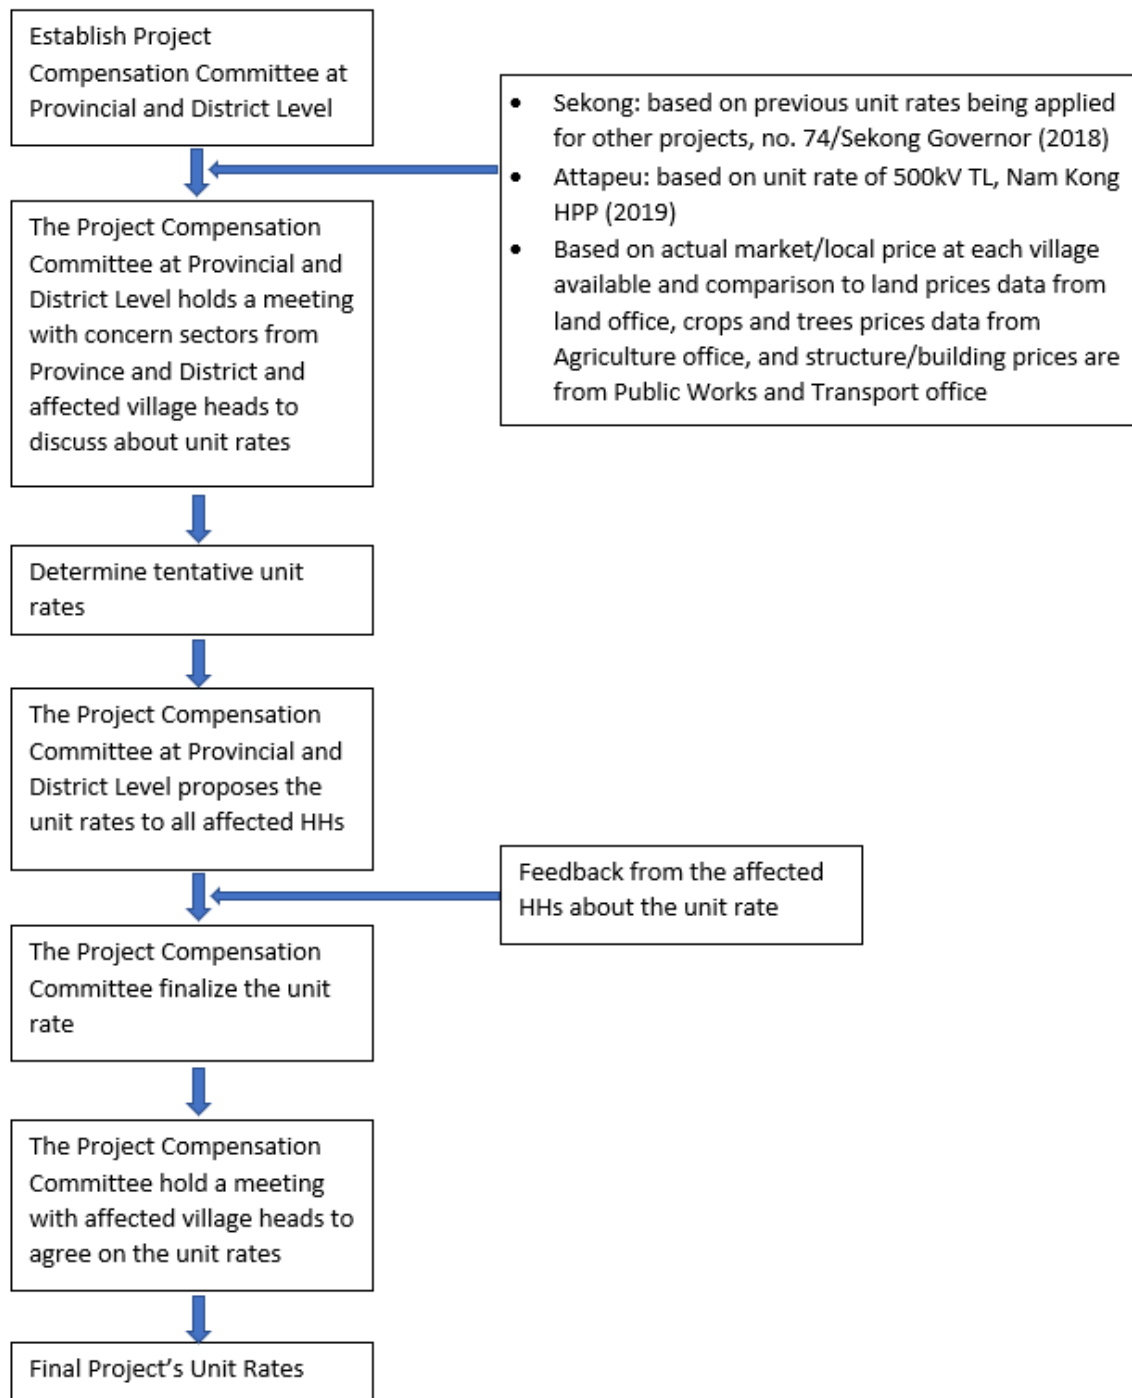 Establish Project
Compensation Committee at
Provincial and District Level
• Sekong: based on previous unit rates being applied
for other projects, no. 74/Sekong Governor (2018)
• Attapeu: based on unit rate of 500kV TL, Nam Kong
HPP (2019)
• Based on actual market/local price at each village
available and comparison to land prices data from
land office, crops and trees prices data from
Agriculture office, and structure/building prices are
from Public Works and Transport office
The Project Compensation
Committee at Provincial and
District Level holds a meeting
with concern sectors from
Province and District and
affected village heads to
discuss about unit rates
Determine tentative unit
rates
The Project Compensation
Committee at Provincial and
District Level proposes the
unit rates to all affected HHs
Feedback from the affected
HHs about the unit rate
The Project Compensation
Committee finalize the unit
rate
The Project Compensation
Committee hold a meeting
with affected village heads to
agree on the unit rates
Final Project’s Unit Rates